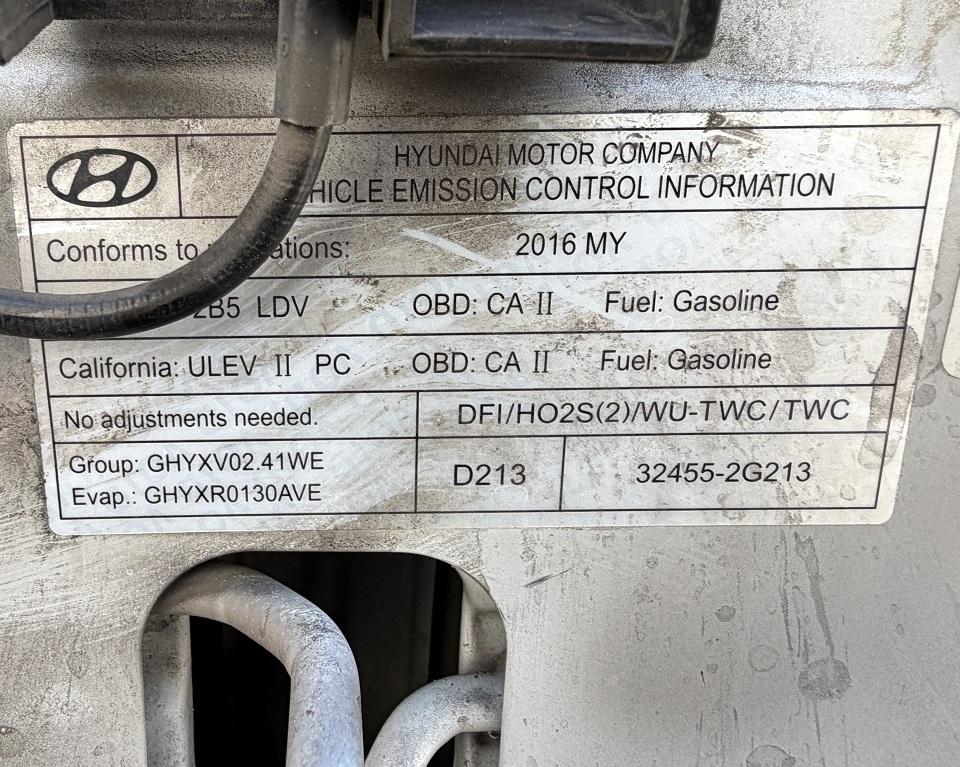 HYUNDAI MOTOR COMPANY
HICLE EMISSION CONTROL INFORMATION
Conforms to ations: 2016 MY
2B5 LDV OBD: CA II Fuel: Gasoline
California: ULEV II PC OBD: CA II Fuel: Gasoline
No adjustments needed. DFI/HO2S(2)/WU-TWC/TWC
Group: GHYXV02.41WE
Evap.: GHYXR0130AVE
D213 32455-2G213